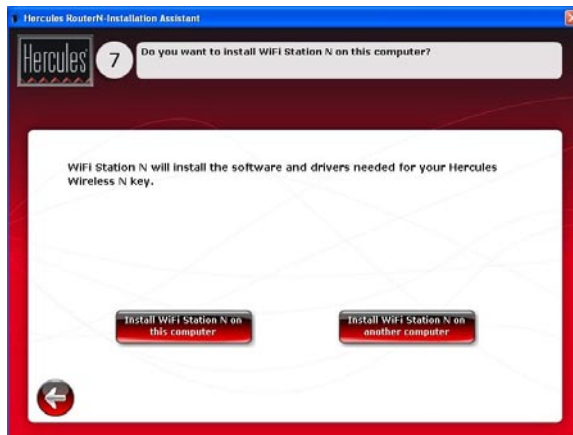 Hercules RouterN-Installation Assistant
Hercules
7
Do you want to install WiFi Station N on this computer?
WiFi Station N will install the software and drivers needed for your Hercules
Wireless N key.
Install WiFi Station N on
this computer
Install WiFi Station N on
another computer